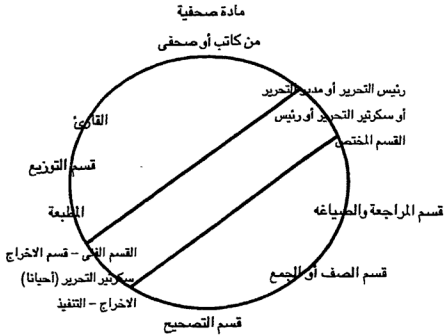 مادة صحفية
من كاتب أو صحفى
رئيس التحرير أو مدير التحرير
أو سكرتير التحرير أو رئيس
القسم المختص
قسم المراجعة والصياغه
قسم الصف أو الجمع
قسم التصحيح
القسم الفنى - قسم الاخراج
سكرتير التحرير (أحيانا)
الاخراج - التنفيذ
المطبعة
قسم التوزيع
القارئ